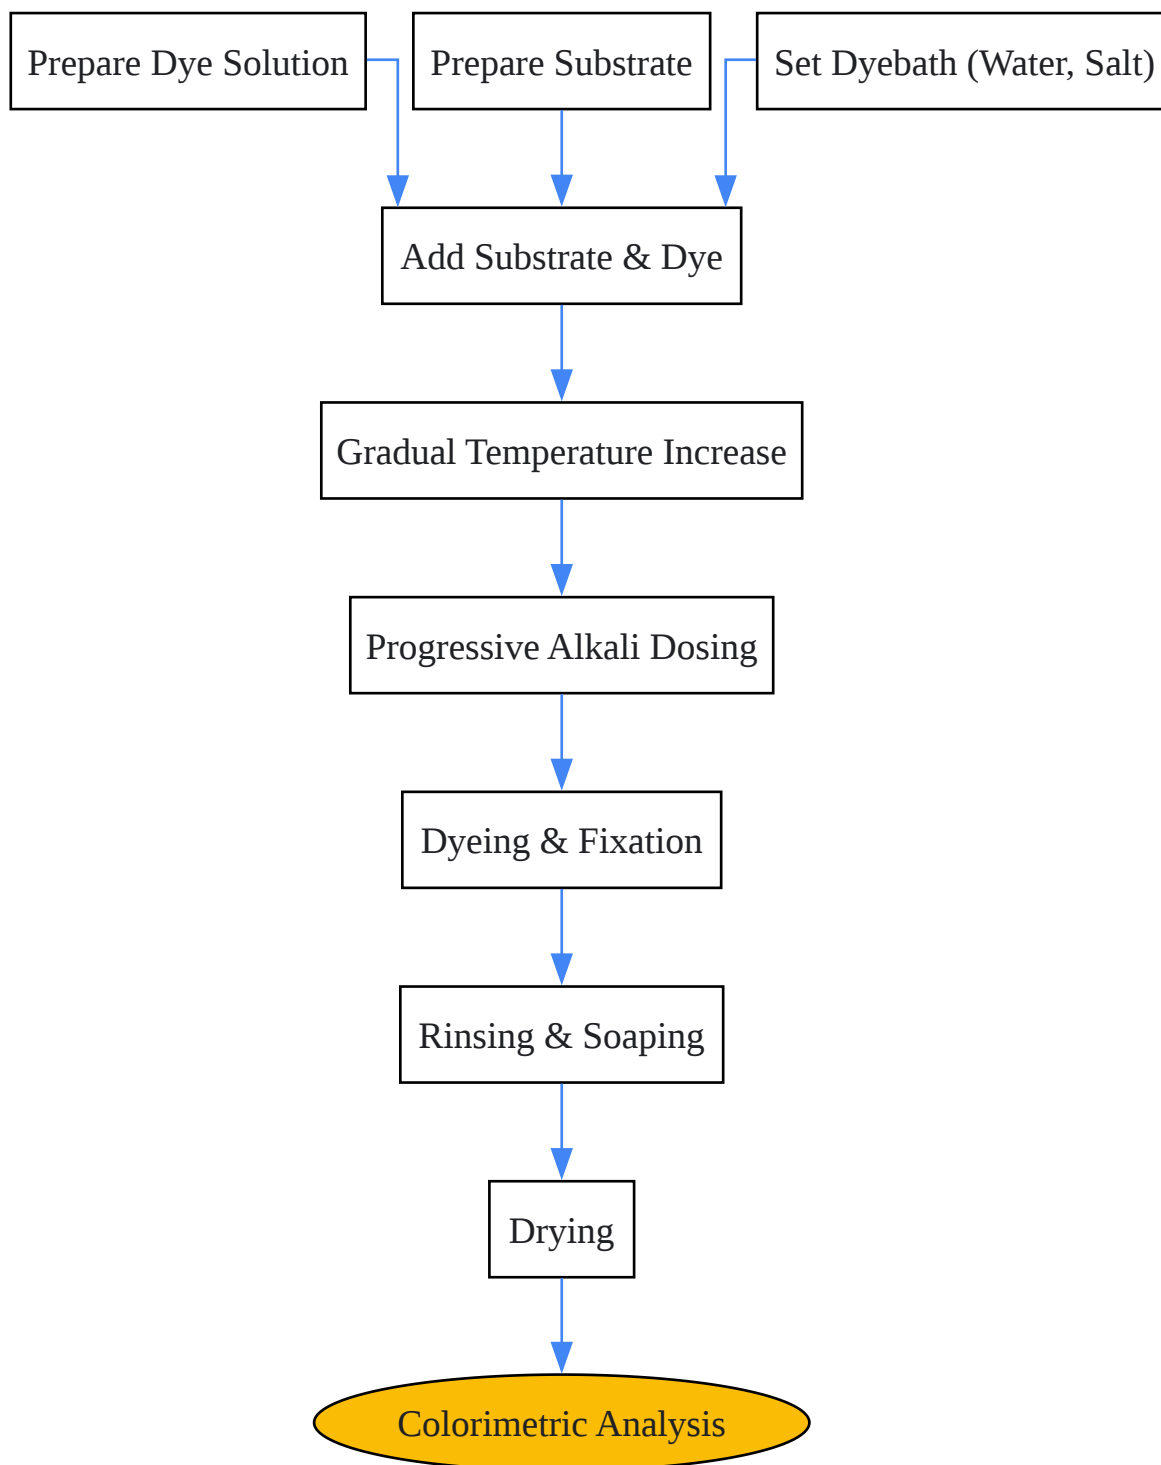 Prepare Dye Solution
Prepare Substrate
Set Dyebath (Water, Salt)
Add Substrate & Dye
Gradual Temperature Increase
Progressive Alkali Dosing
Dyeing & Fixation
Rinsing & Soaping
Drying
Colorimetric Analysis